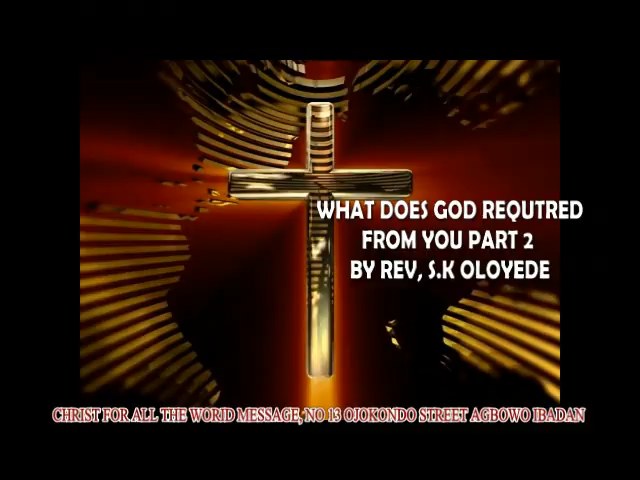 WHAT DOES GOD REQUTRED
FROM YOU PART 2
BY REV, S.K OLOYEDE
CHRIST FOR ALL THE WORID MESSAGE, NO 13 OJOKONDO STREET AGBOWO IBADAN